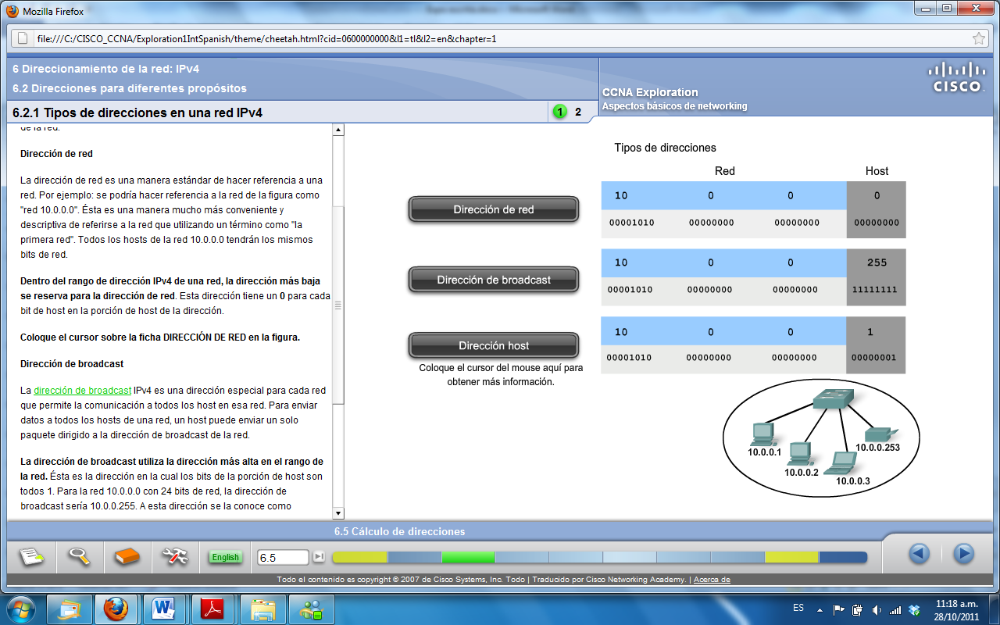 Mozilla Firefox
file:///C:/CISCO_CCNA/Exploration1IntSpanish/theme/cheetah.html?cid=0600000000&l1=tl&l2=en&chapter=1
6 Direccionamiento de la red: IPv4
6.2 Direcciones para diferentes propósitos
CCNA Exploration
Aspectos básicos de networking
CISCO
6.2.1 Tipos de direcciones en una red IPv4
1 2
de la red.
Dirección de red
La dirección de red es una manera estándar de hacer referencia a una
red. Por ejemplo: se podría hacer referencia a la red de la figura como
"red 10.0.0.0". Ésta es una manera mucho más conveniente y
descriptiva de referirse a la red que utilizando un término como "la
primera red". Todos los hosts de la red 10.0.0.0 tendrán los mismos
bits de red.
Dentro del rango de dirección IPv4 de una red, la dirección más baja
se reserva para la dirección de red. Esta dirección tiene un 0 para cada
bit de host en la porción de host de la dirección.
Coloque el cursor sobre la ficha DIRECCIÓN DE RED en la figura.
Dirección de broadcast
La dirección de broadcast IPv4 es una dirección especial para cada red
que permite la comunicación a todos los host en esa red. Para enviar
datos a todos los hosts de una red, un host puede enviar un solo
paquete dirigido a la dirección de broadcast de la red.
La dirección de broadcast utiliza la dirección más alta en el rango de
la red. Ésta es la dirección en la cual los bits de la porción de host son
todos 1. Para la red 10.0.0.0 con 24 bits de red, la dirección de
broadcast sería 10.0.0.255. A esta dirección se la conoce como
Tipos de direcciones
Red Host
Dirección de red
10 0 0 0
00001010 00000000 00000000 00000000
Dirección de broadcast
10 0 0 255
00001010 00000000 00000000 11111111
Dirección host
10 0 0 1
00001010 00000000 00000000 00000001
Coloque el cursor del mouse aquí para
obtener más información.
10.0.0.1
10.0.0.2
10.0.0.3
10.0.0.253
6.5 Cálculo de direcciones
English
6.5
Todo el contenido es copyright © 2007 de Cisco Systems, Inc. Todo | Traducido por Cisco Networking Academy. | Acerca de
ES
11:18 a.m.
28/10/2011